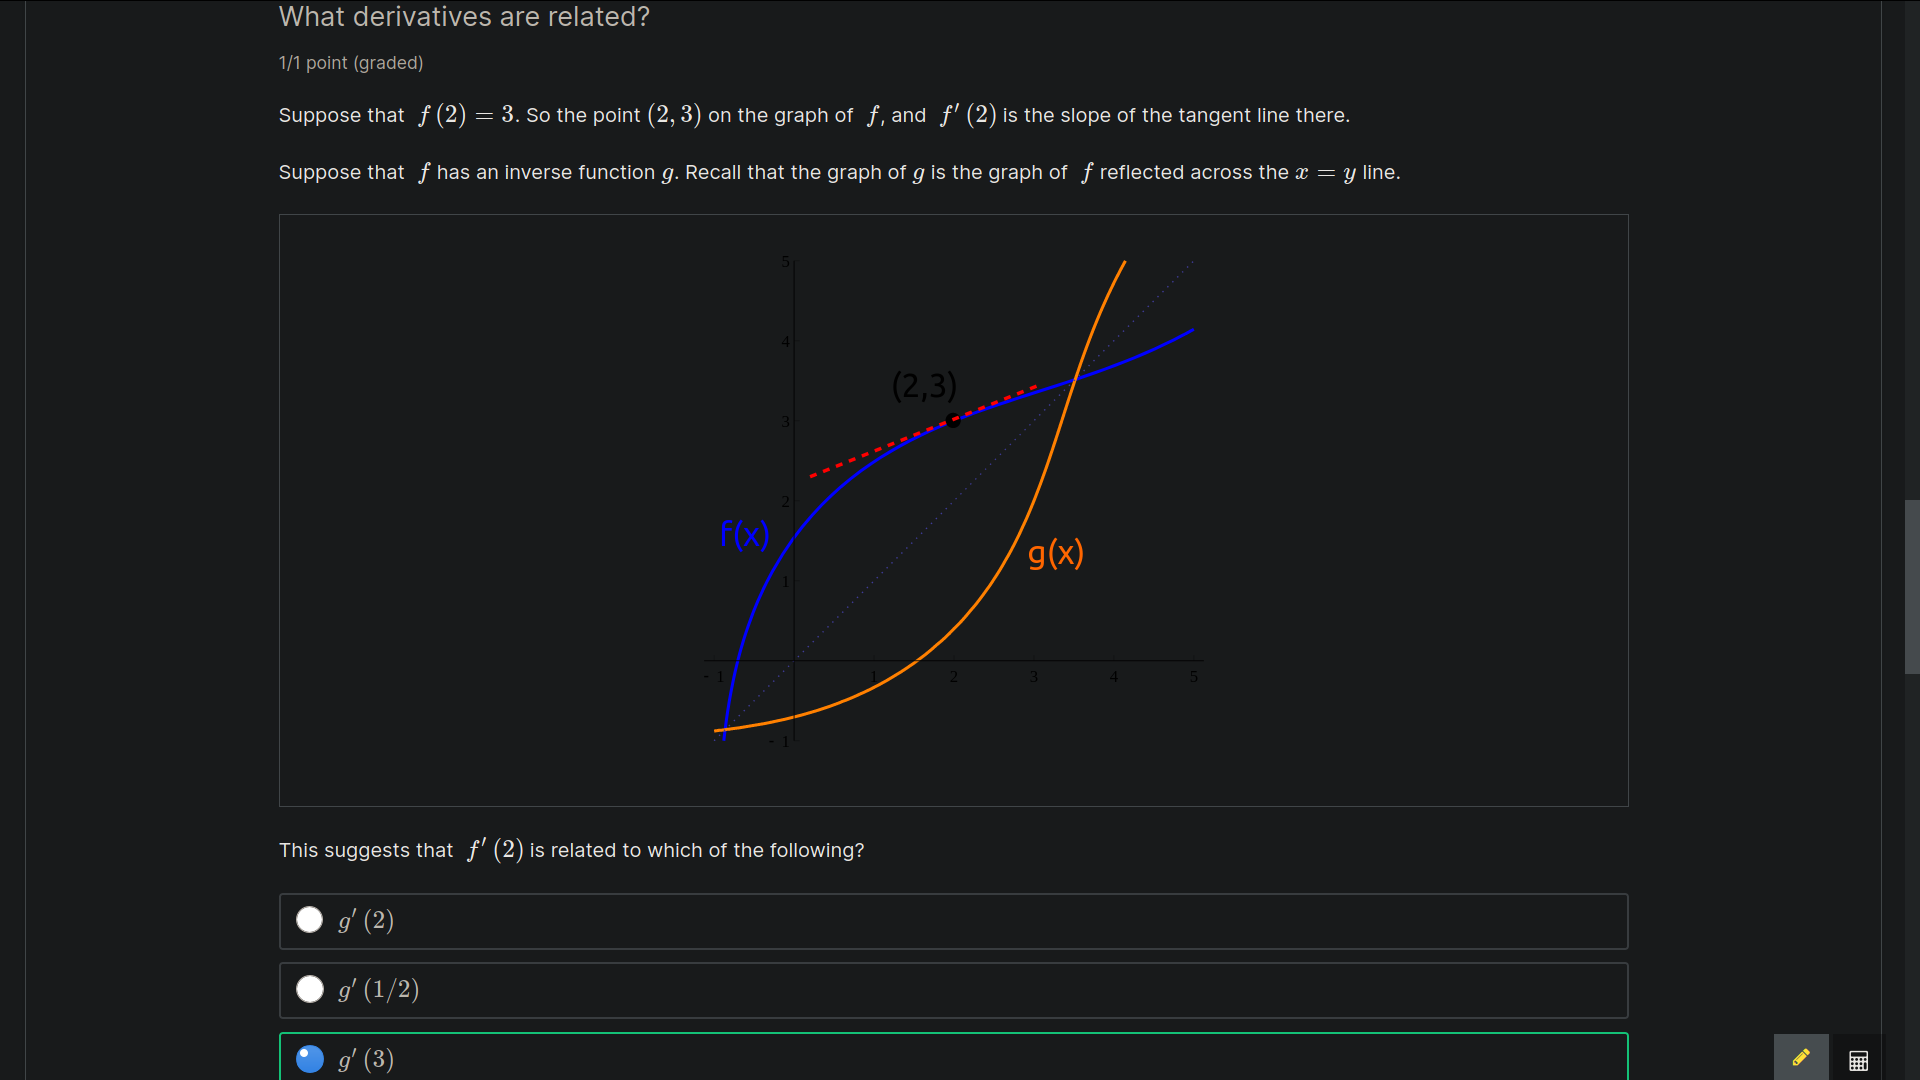 What derivatives are related?
1/1 point (graded)
Suppose that f (2) = 3. So the point (2, 3) on the graph of f, and f′ (2) is the slope of the tangent line there.
Suppose that f has an inverse function g. Recall that the graph of g is the graph of f reflected across the x = y line.
5
4
(2,3)
3
2
f(x)
g(x)
1
- 1 1 2 3 4 5
- 1
This suggests that f′ (2) is related to which of the following?
g′ (2)
g′ (1/2)
g′ (3)